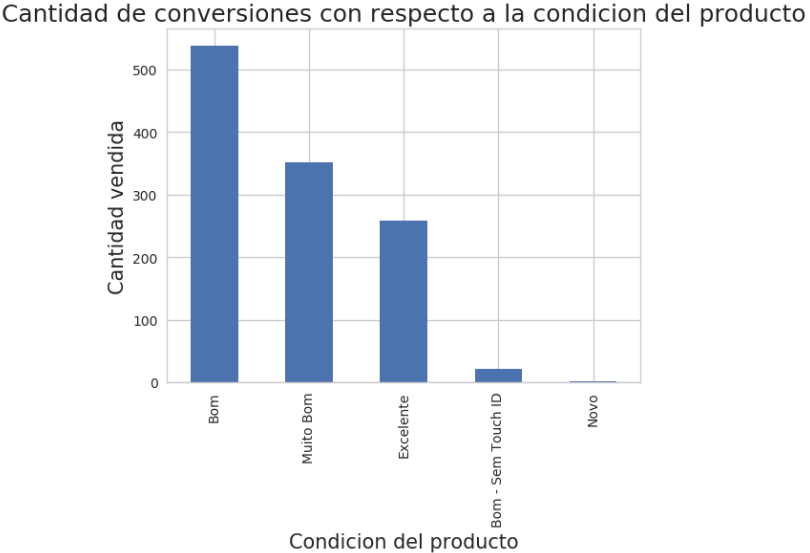 Cantidad de conversiones con respecto a la condicion del producto
Cantidad vendida
500
400
300
200
100
0
Bom
Muito Bom
Excelente
Bom - Sem Touch ID
Novo
Condicion del producto